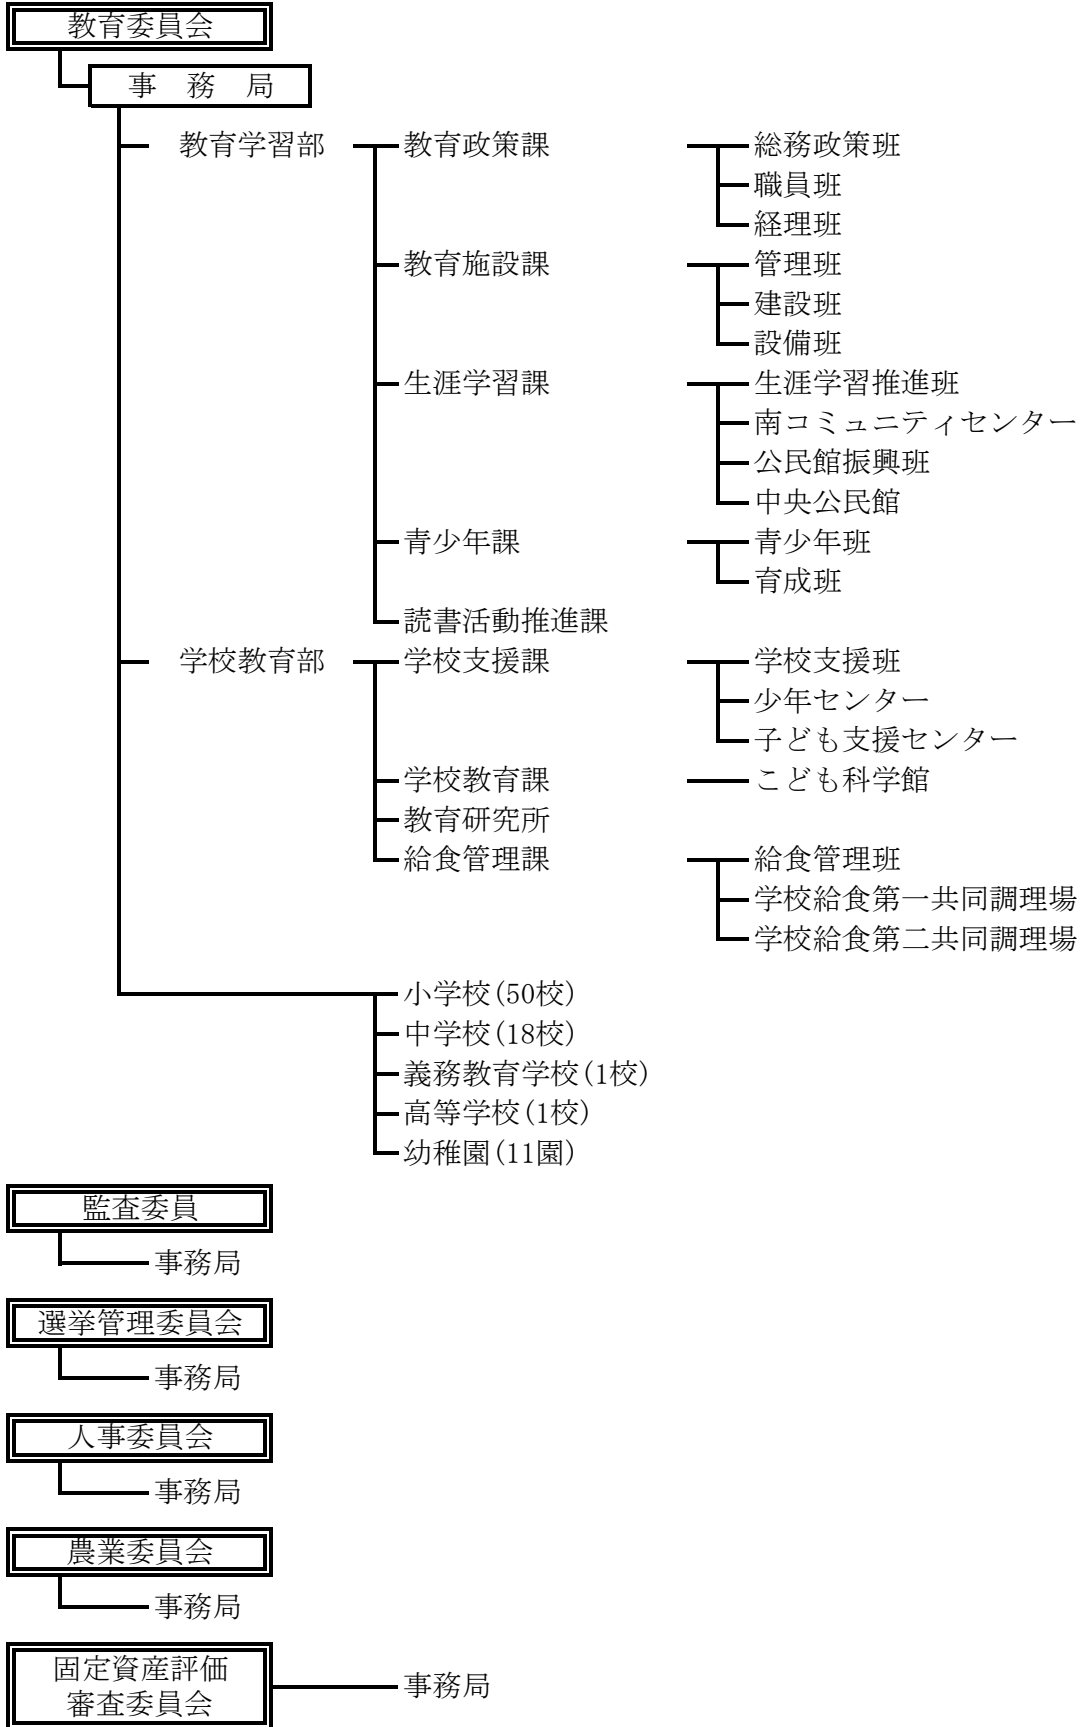 教育委員会
事　務　局
教育学習部 教育政策課 総務政策班
職員班
経理班
教育施設課 管理班
建設班
設備班
生涯学習課 生涯学習推進班
南コミュニティセンター
公民館振興班
中央公民館
青少年課 青少年班
育成班
読書活動推進課
学校教育部 学校支援課 学校支援班
少年センター
子ども支援センター
学校教育課 こども科学館
教育研究所
給食管理課 給食管理班
学校給食第一共同調理場
学校給食第二共同調理場
小学校(50校)
中学校(18校)
義務教育学校(1校)
高等学校(1校)
幼稚園(11園)
監査委員
事務局
選挙管理委員会
事務局
人事委員会
事務局
農業委員会
事務局
固定資産評価
審査委員会
事務局